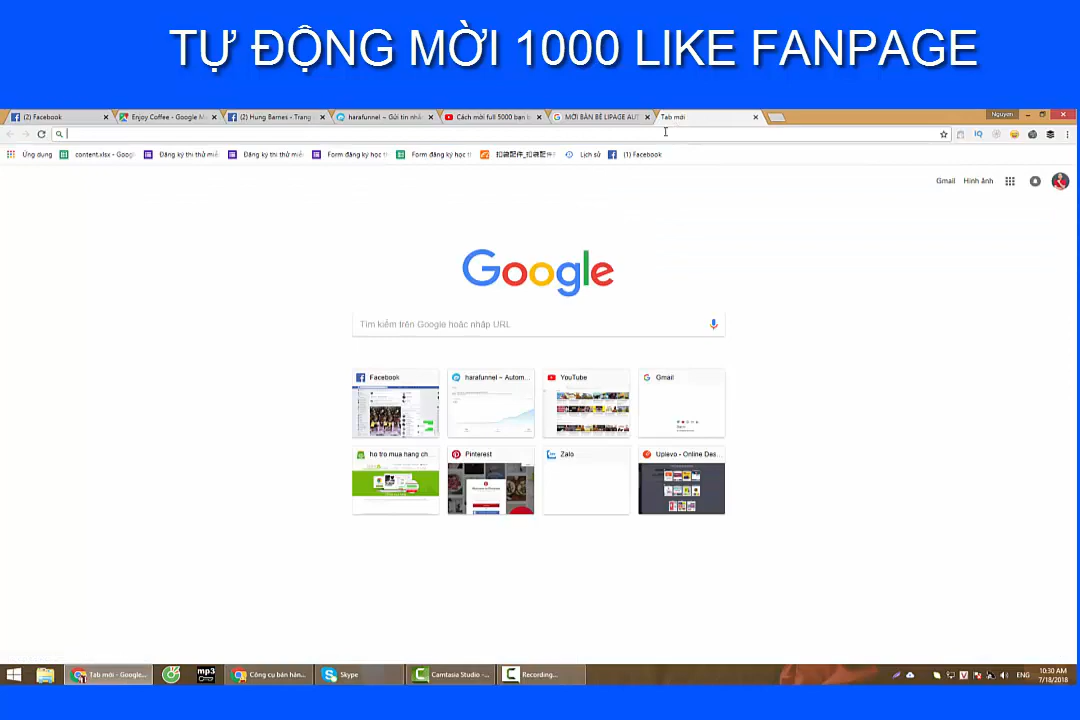 TỰ ĐỘNG MỜI 1000 LIKE FANPAGE
(2) Facebook
Enjoy Coffee - Google M
(2) Hung Barnes - Trang
harafunnel – Gửi tin nhắ
Cách mời full 5000 bạn b
MỜI BẠN BÈ LIPAGE AUT
Tab mới
Nguyen
Ứng dụng
content.xlsx - Goog
Đăng ký thi thử miễ
Đăng ký thi thử miễ
Form đăng ký học t
Form đăng ký học t
Lịch sử
(1) Facebook
Gmail
Hình ảnh
Google
Tìm kiếm trên Google hoặc nhập URL
Facebook
harafunnel – Autom...
YouTube
Gmail
ho tro mua hang ch...
Pinterest
Zalo
Uplevo - Online Des...
Tab mới - Google...
mp3
Công cụ bán hàn...
Skype
Camtasia Studio -...
Recording...
ENG
10:30 AM
7/18/2018